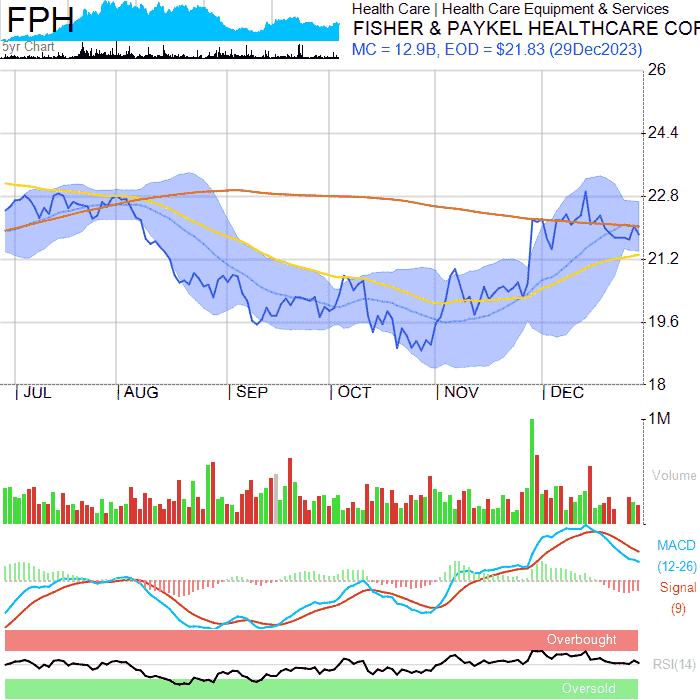 FPH
5yr Chart
Health Care | Health Care Equipment & Services
FISHER & PAYKEL HEALTHCARE COR
MC = 12.9B, EOD = $21.83 (29Dec2023)
26
24.4
22.8
21.2
19.6
18
| JUL | AUG | SEP | OCT | NOV | DEC
1M
Volume
MACD
(12-26)
Signal
(9)
Overbought
RSI(14)
Oversold